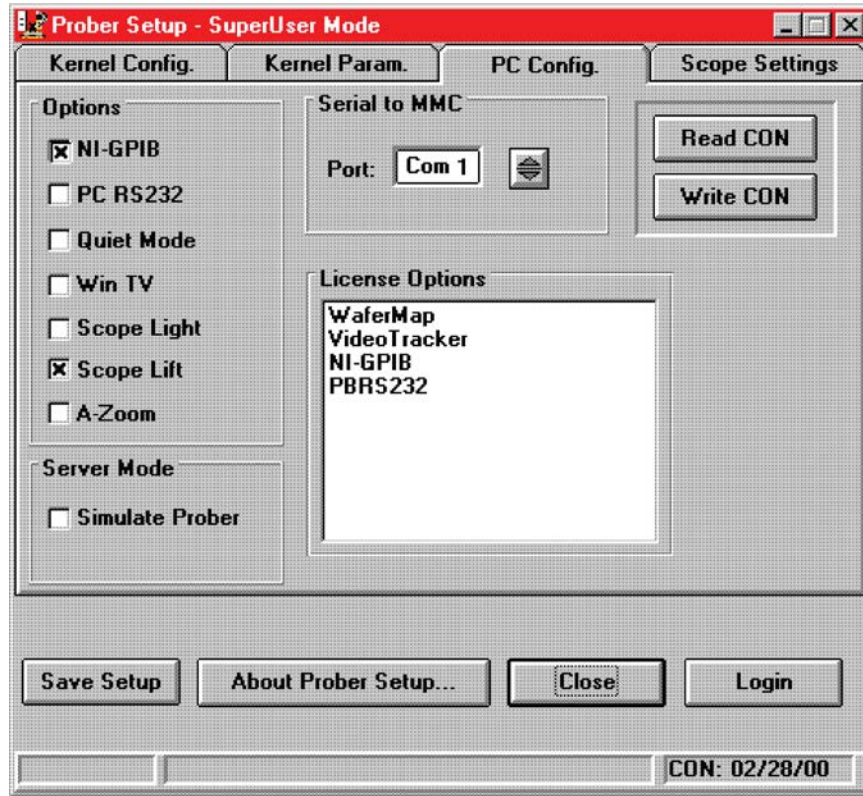 Prober Setup - SuperUser Mode
Kernel Config.
Kernel Param.
PC Config.
Scope Settings
Options
NI-GPIB
PC RS232
Quiet Mode
Win TV
Scope Light
Scope Lift
A-Zoom
Server Mode
Simulate Prober
Serial to MMC
Port: Com 1
Read CON
Write CON
License Options
WaferMap
VideoTracker
NI-GPIB
PBRS232
Save Setup
About Prober Setup...
Close
Login
CON: 02/28/00